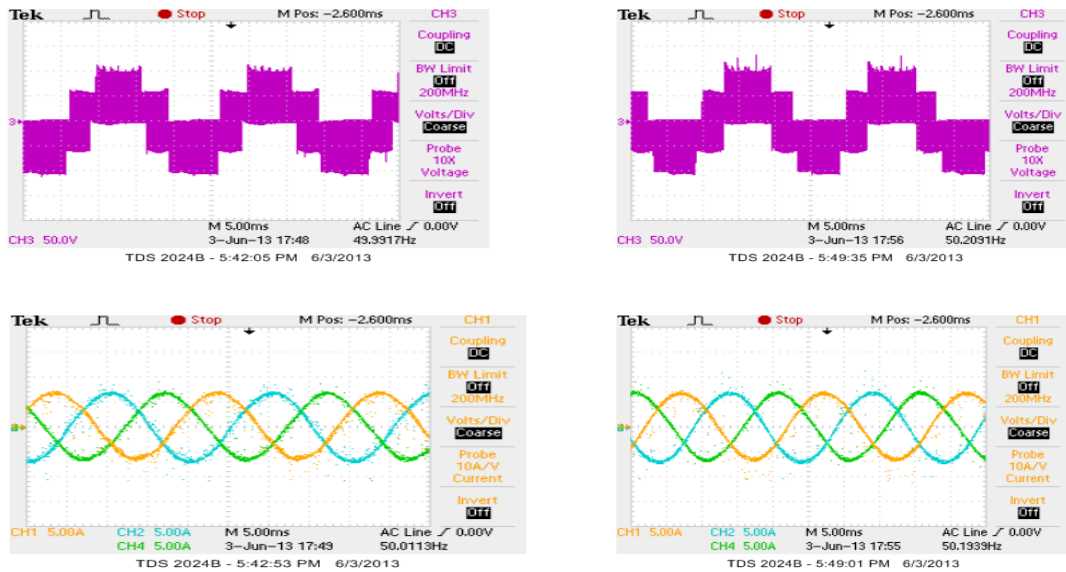 Tek Stop M Pos: -2.600ms CH3
Coupling
DC
BW Limit
Off
200MHz
Volts/Div
Coarse
3
Probe
10X
Voltage
Invert
Off
M 5.00ms AC Line 0.00V
CH3 50.0V 3-Jun-13 17:48 49.9917Hz
TDS 2024B - 5:42:05 PM 6/3/2013
Tek Stop M Pos: -2.600ms CH3
Coupling
DC
BW Limit
Off
200MHz
Volts/Div
Coarse
3
Probe
10X
Voltage
Invert
Off
M 5.00ms AC Line 0.00V
CH3 50.0V 3-Jun-13 17:56 50.2091Hz
TDS 2024B - 5:49:35 PM 6/3/2013
Tek Stop M Pos: -2.600ms CH1
Coupling
DC
BW Limit
Off
200MHz
Volts/Div
Coarse
Probe
10A/V
Current
Invert
Off
CH1 5.00A CH2 5.00A M 5.00ms AC Line 0.00V
CH4 5.00A 3-Jun-13 17:49 50.0113Hz
TDS 2024B - 5:42:53 PM 6/3/2013
Tek Stop M Pos: -2.600ms CH1
Coupling
DC
BW Limit
Off
200MHz
Volts/Div
Coarse
Probe
10A/V
Current
Invert
Off
CH1 5.00A CH2 5.00A M 5.00ms AC Line 0.00V
CH4 5.00A 3-Jun-13 17:55 50.1939Hz
TDS 2024B - 5:49:01 PM 6/3/2013